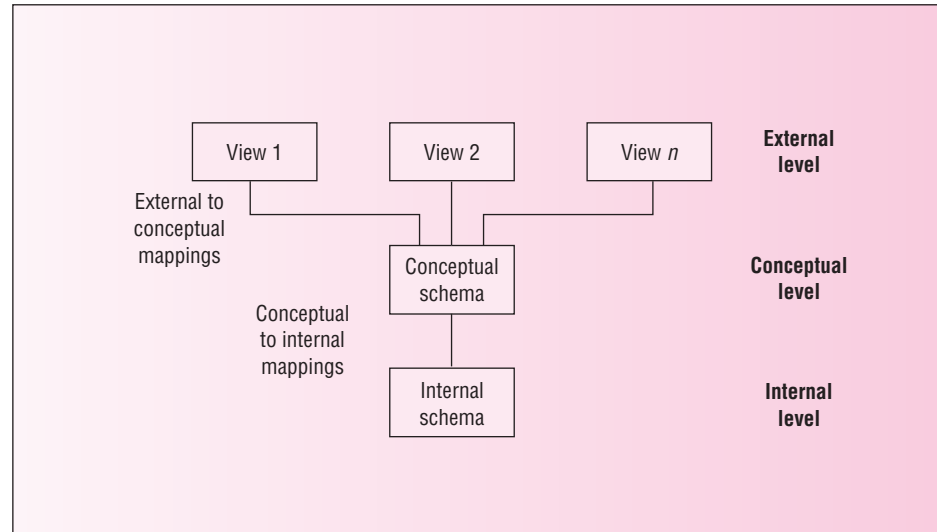 View 1
View 2
View n
External
level
External to
conceptual
mappings
Conceptual
schema
Conceptual
level
Conceptual
to internal
mappings
Internal
schema
Internal
level